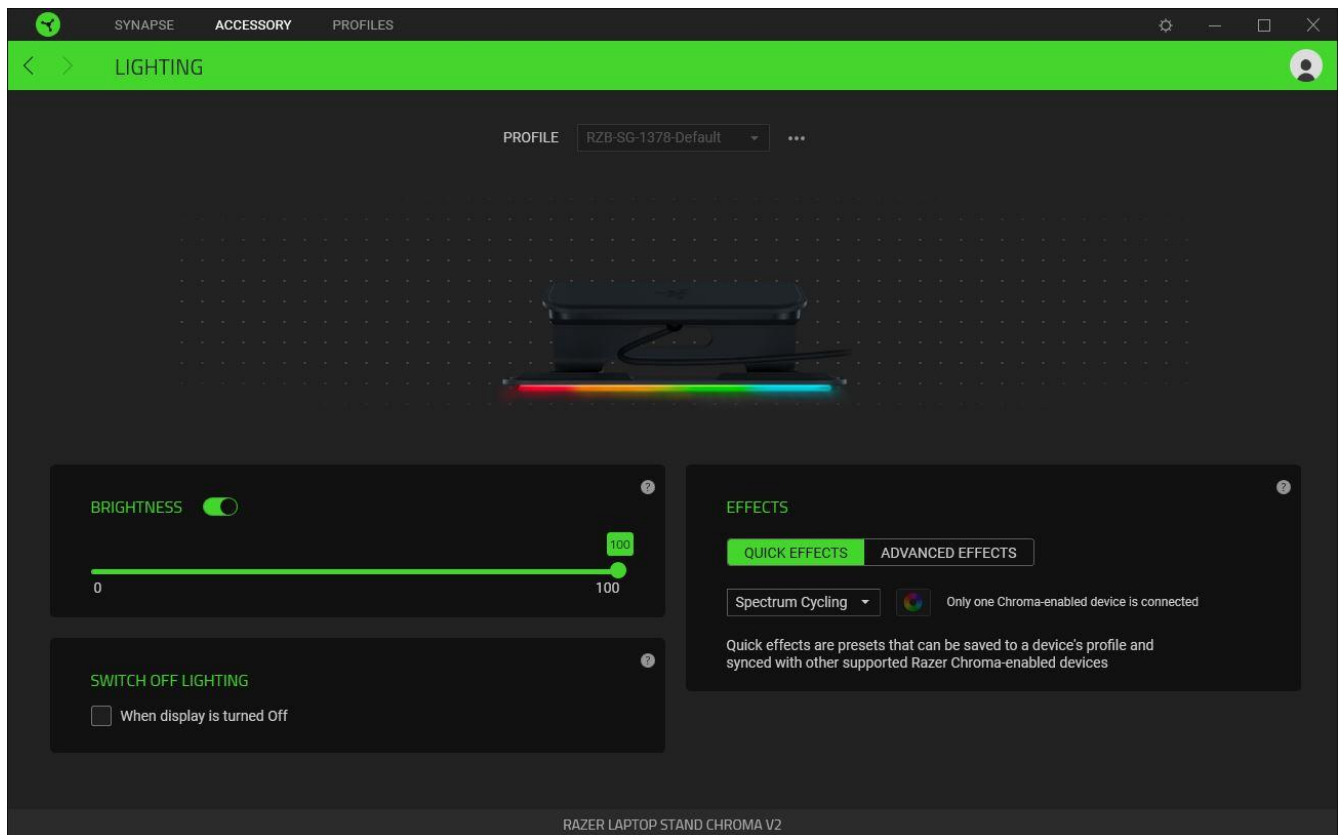 SYNAPSE ACCESSORY PROFILES
LIGHTING
PROFILE RZB-SG-1378-Default
BRIGHTNESS
100
0 100
SWITCH OFF LIGHTING
When display is turned Off
EFFECTS
QUICK EFFECTS ADVANCED EFFECTS
Spectrum Cycling Only one Chroma-enabled device is connected
Quick effects are presets that can be saved to a device's profile and
synced with other supported Razer Chroma-enabled devices
RAZER LAPTOP STAND CHROMA V2